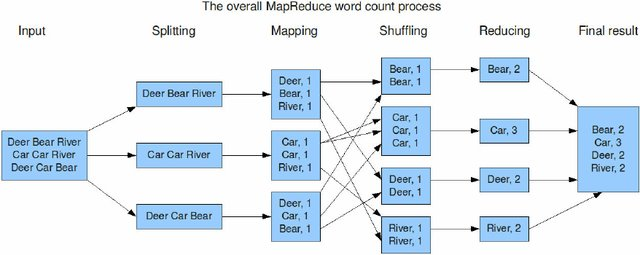 The overall MapReduce word count process
Input
Splitting
Mapping
Shuffling
Reducing
Final result
Deer Bear River
Car Car River
Deer Car Bear
Deer Bear River
Car Car River
Deer Car Bear
Deer, 1
Bear, 1
River, 1
Car, 1
Car, 1
River, 1
Deer, 1
Car, 1
Bear, 1
Bear, 1
Bear, 1
Car, 1
Car, 1
Car, 1
Deer, 1
Deer, 1
River, 1
River, 1
Bear, 2
Car, 3
Deer, 2
River, 2
Bear, 2
Car, 3
Deer, 2
River, 2